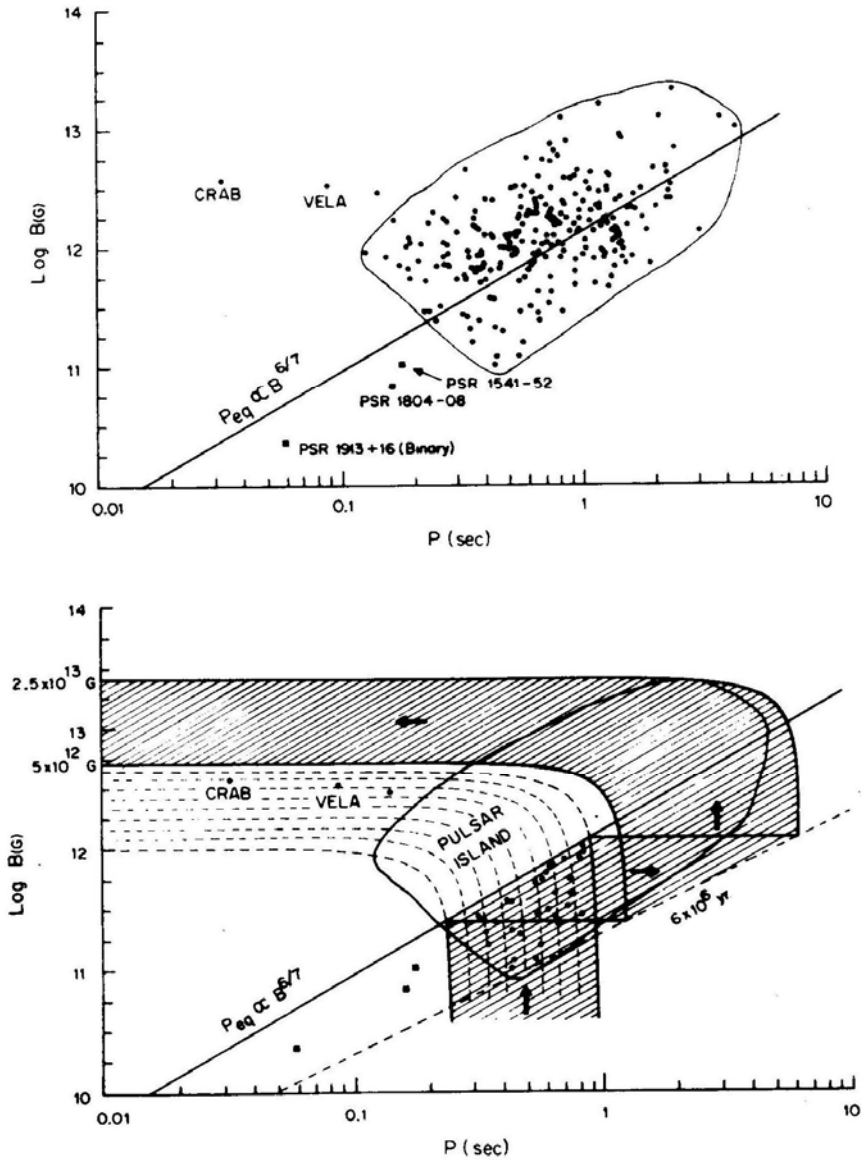 14
13
12
11
10
Log B(G)
CRAB
VELA
Peq ∝ B^6/7
PSR 1541-52
PSR 1804-08
PSR 1913+16 (Binary)
0.01
0.1
1
10
P (sec)
14
2.5x10^13 G
13
5x10^12 G
12
11
10
Log B(G)
CRAB
VELA
PULSAR
ISLAND
6x10^6 yr
Peq ∝ B^6/7
0.01
0.1
1
10
P (sec)